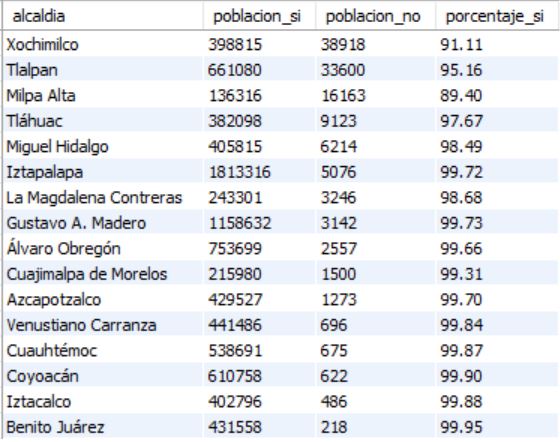 alcaldia poblacion_si poblacion_no porcentaje_si
Xochimilco 398815 38918 91.11
Tlalpan 661080 33600 95.16
Milpa Alta 136316 16163 89.40
Tláhuac 382098 9123 97.67
Miguel Hidalgo 405815 6214 98.49
Iztapalapa 1813316 5076 99.72
La Magdalena Contreras 243301 3246 98.68
Gustavo A. Madero 1158632 3142 99.73
Álvaro Obregón 753699 2557 99.66
Cuajimalpa de Morelos 215980 1500 99.31
Azcapotzalco 429527 1273 99.70
Venustiano Carranza 441486 696 99.84
Cuauhtémoc 538691 675 99.87
Coyoacán 610758 622 99.90
Iztacalco 402796 486 99.88
Benito Juárez 431558 218 99.95